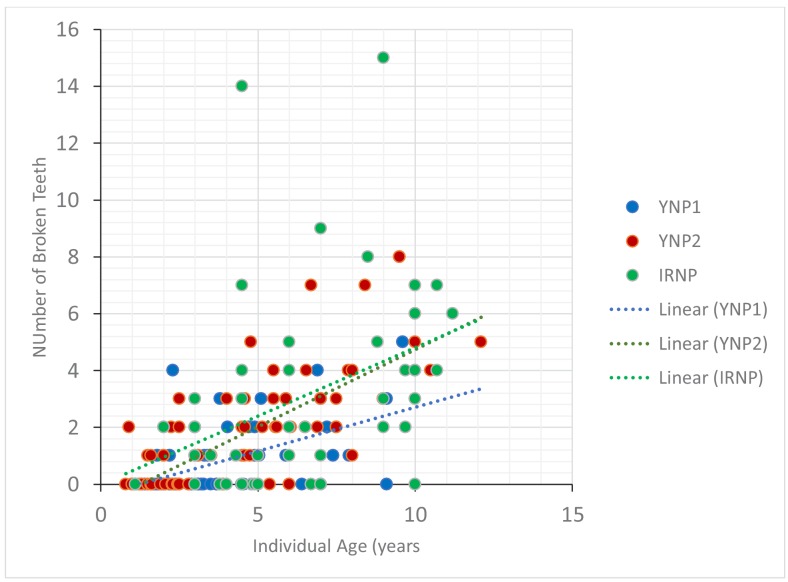 16
14
12
10
8
6
4
2
0
NUmber of Broken Teeth
0 5 10 15
Individual Age (years
YNP1
YNP2
IRNP
Linear (YNP1)
Linear (YNP2)
Linear (IRNP)